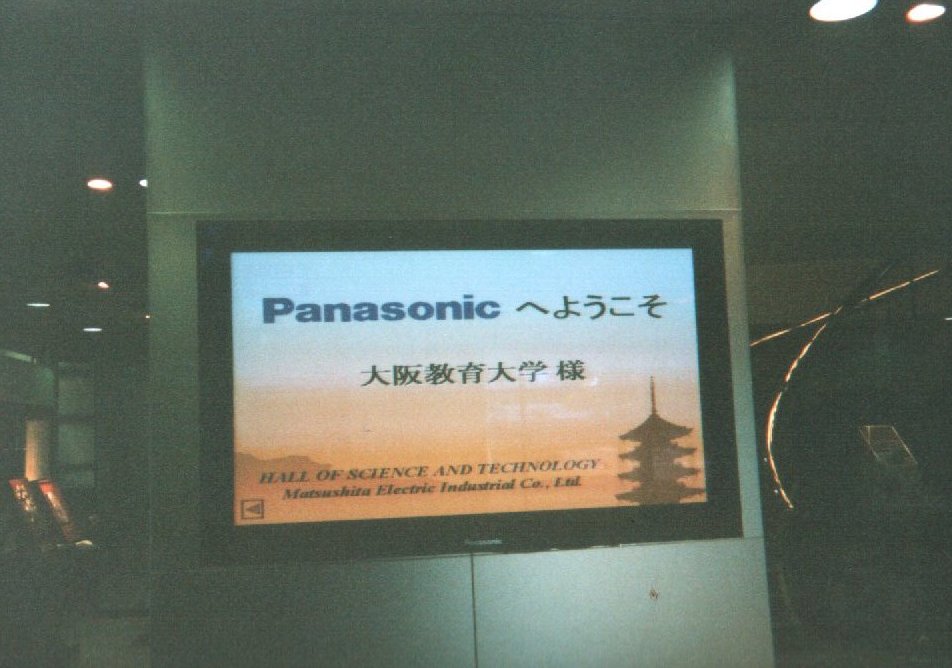 Panasonic へようこそ
大阪教育大学 様
HALL OF SCIENCE AND TECHNOLOGY
Matsushita Electric Industrial Co., Ltd.
Panasonic